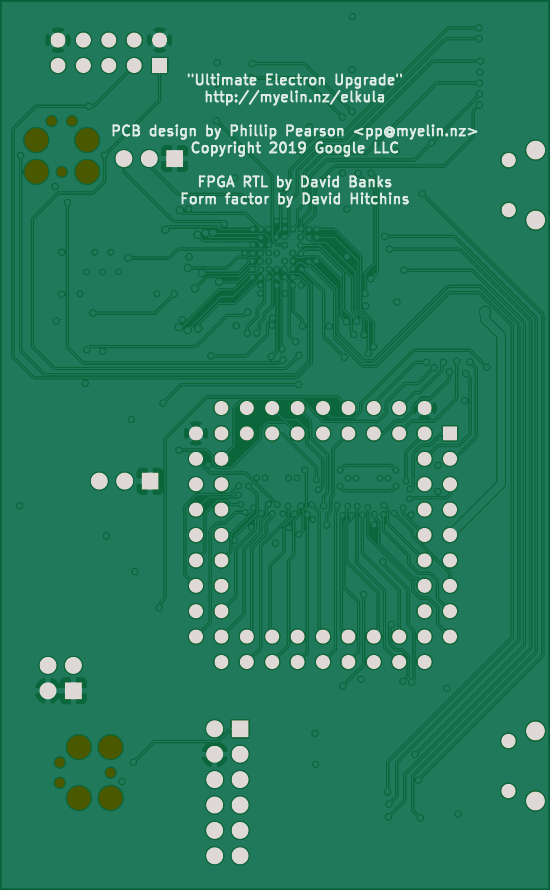 "Ultimate Electron Upgrade"
http://myelin.nz/elkula
PCB design by Phillip Pearson <pp@myelin.nz>
Copyright 2019 Google LLC
FPGA RTL by David Banks
Form factor by David Hitchins